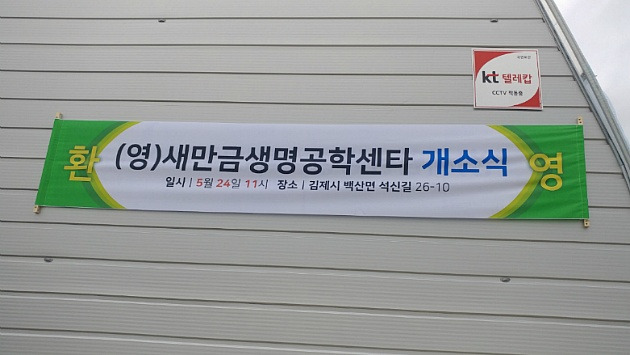 kt 텔레캅
CCTV 작동중
환 (영)새만금생명공학센타 개소식 영
일시 | 5월 24일 11시 장소 | 김제시 백산면 석신길 26-10